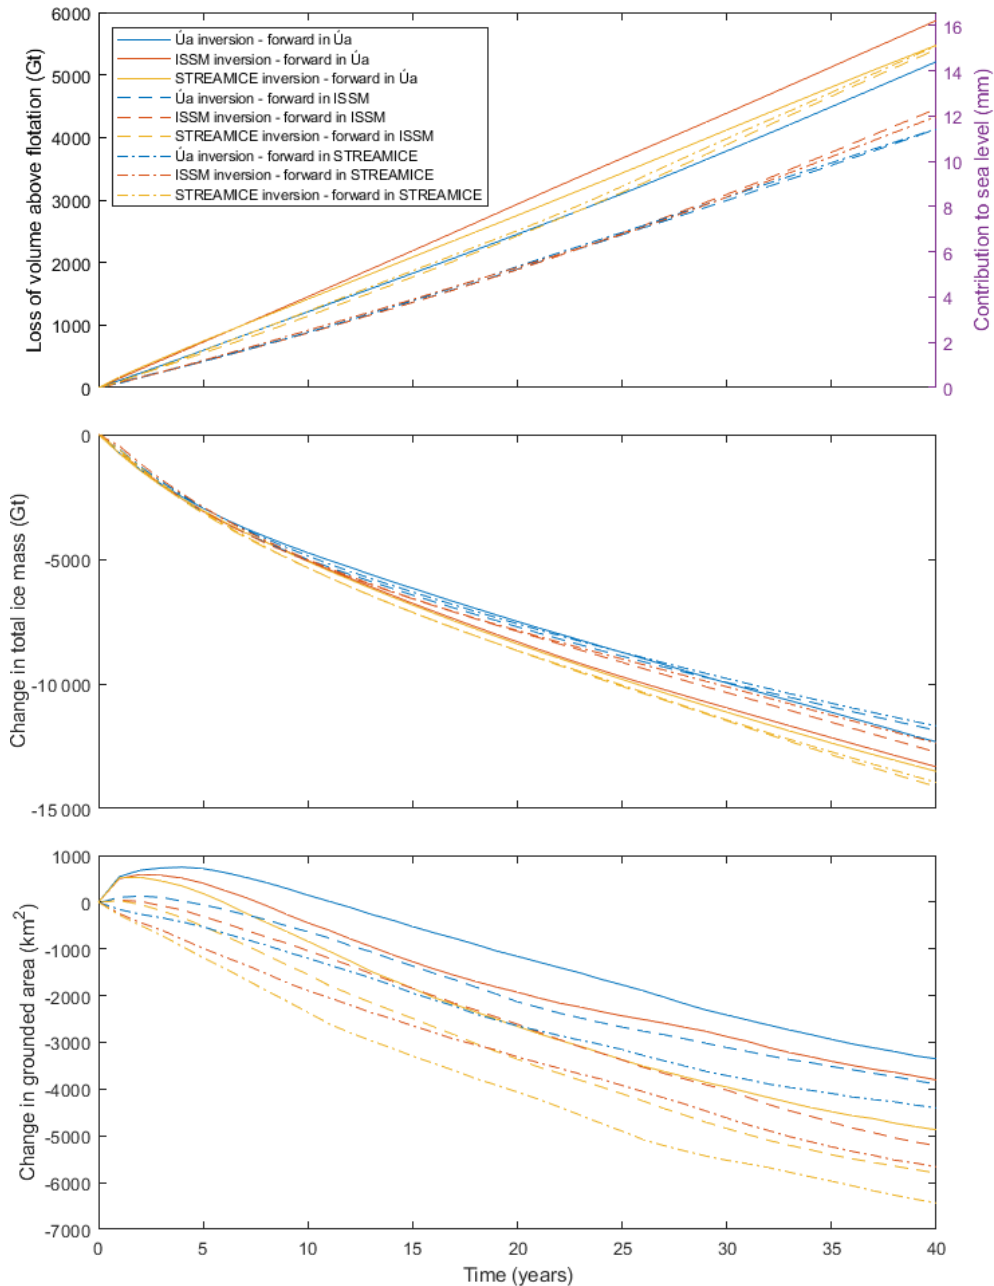 6000
5000
4000
3000
2000
1000
0
Loss of volume above flotation (Gt)
Úa inversion - forward in Úa
ISSM inversion - forward in Úa
STREAMICE inversion - forward in Úa
Úa inversion - forward in ISSM
ISSM inversion - forward in ISSM
STREAMICE inversion - forward in ISSM
Úa inversion - forward in STREAMICE
ISSM inversion - forward in STREAMICE
STREAMICE inversion - forward in STREAMICE
16
14
12
10
8
6
4
2
0
Contribution to sea level (mm)
0
-5000
-10 000
-15 000
Change in total ice mass (Gt)
1000
0
-1000
-2000
-3000
-4000
-5000
-6000
-7000
Change in grounded area (km²)
0 5 10 15 20 25 30 35 40
Time (years)